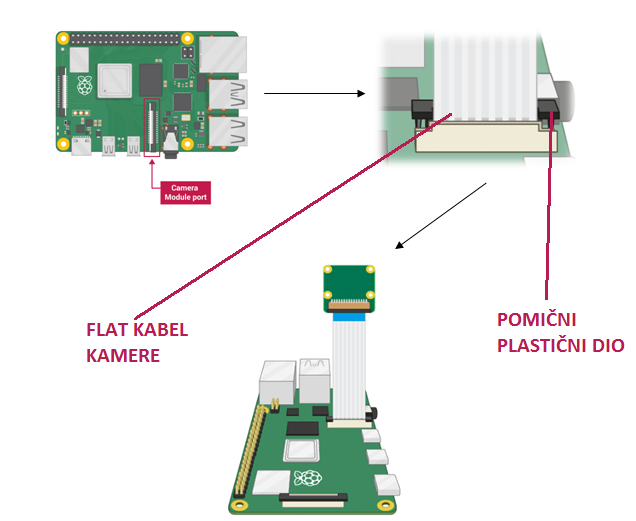 Camera
Module port
FLAT KABEL
KAMERE
POMIČNI
PLASTIČNI DIO